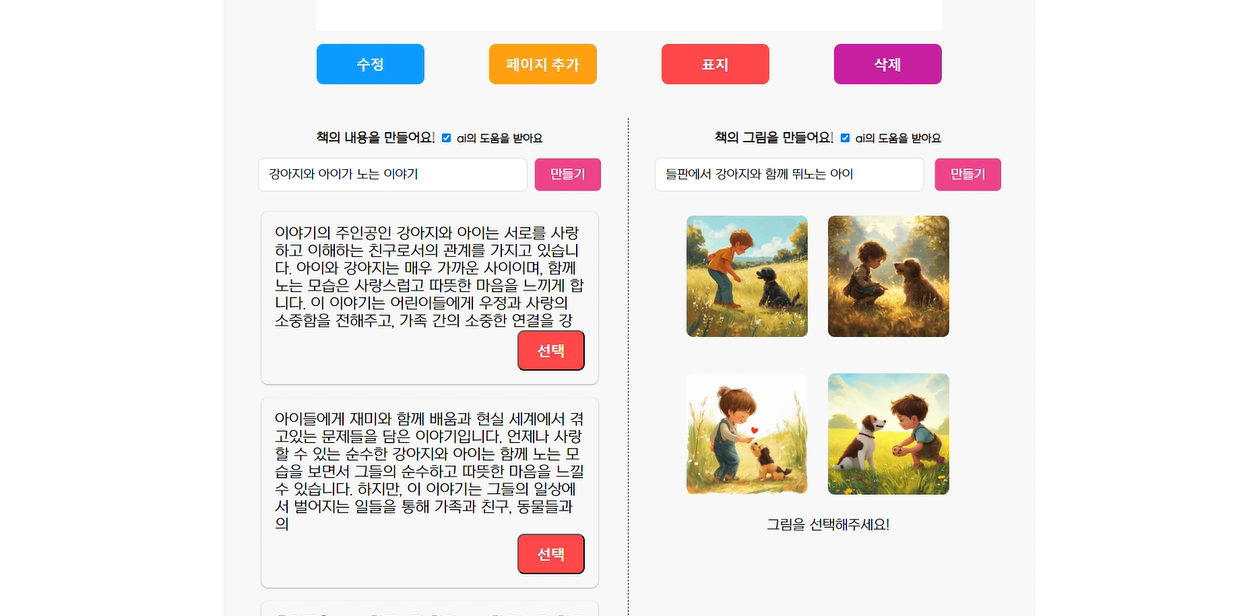 수정
페이지 추가
표지
삭제
책의 내용을 만들어요! ai의 도움을 받아요
강아지와 아이가 노는 이야기
만들기
이야기의 주인공인 강아지와 아이는 서로를 사랑
하고 이해하는 친구로서의 관계를 가지고 있습니
다. 아이와 강아지는 매우 가까운 사이이며, 함께
노는 모습은 사랑스럽고 따뜻한 마음을 느끼게 합
니다. 이 이야기는 어린이들에게 우정과 사랑의
소중함을 전해주고, 가족 간의 소중한 연결을 강
선택
아이들에게 재미와 함께 배움과 현실 세계에서 겪
고있는 문제들을 담은 이야기입니다. 언제나 사랑
할 수 있는 순수한 강아지와 아이는 함께 노는 모
습을 보면서 그들의 순수하고 따뜻한 마음을 느낄
수 있습니다. 하지만, 이 이야기는 그들의 일상에
서 벌어지는 일들을 통해 가족과 친구, 동물들과
의
선택
책의 그림을 만들어요! ai의 도움을 받아요
들판에서 강아지와 함께 뛰노는 아이
만들기
그림을 선택해주세요!